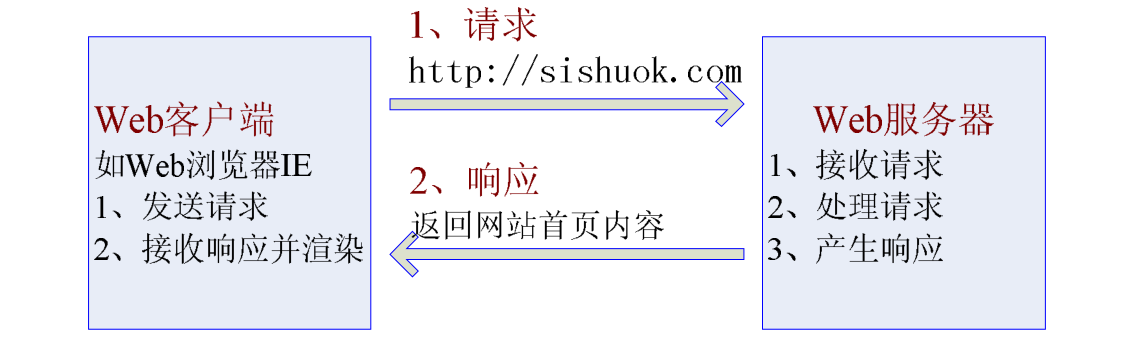 Web客户端
如Web浏览器IE
1、发送请求
2、接收响应并渲染
1、请求
http://sishuok.com
2、响应
返回网站首页内容
Web服务器
1、接收请求
2、处理请求
3、产生响应